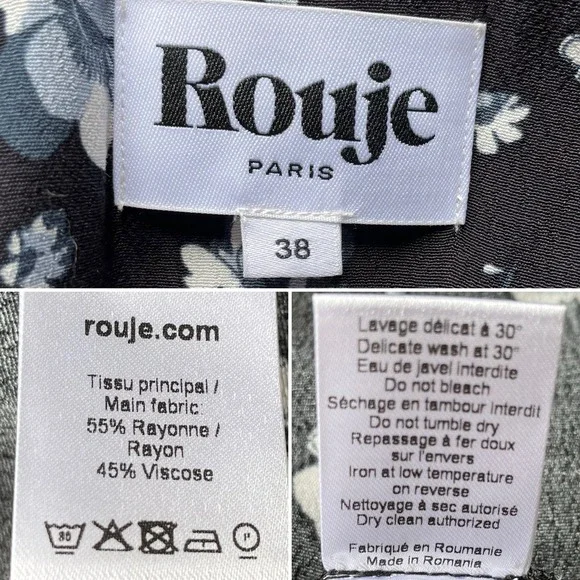 Rouje
PARIS
38
rouje.com
Tissu principal /
Main fabric:
55% Rayonne /
Rayon
45% Viscose
30
P
Lavage délicat à 30°
Delicate wash at 30°
Eau de javel interdite
Do not bleach
Séchage en tambour interdit
Do not tumble dry
Repassage à fer doux
sur l'envers
Iron at low temperature
on reverse
Nettoyage à sec autorisé
Dry clean authorized
Fabriqué en Roumanie
Made in Romania